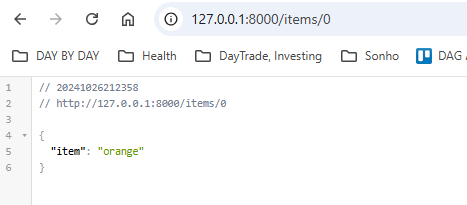 127.0.0.1:8000/items/0
DAY BY DAY Health DayTrade, Investing Sonho DAG
1 // 20241026212358
2 // http://127.0.0.1:8000/items/0
3
4 {
5 "item": "orange"
6 }